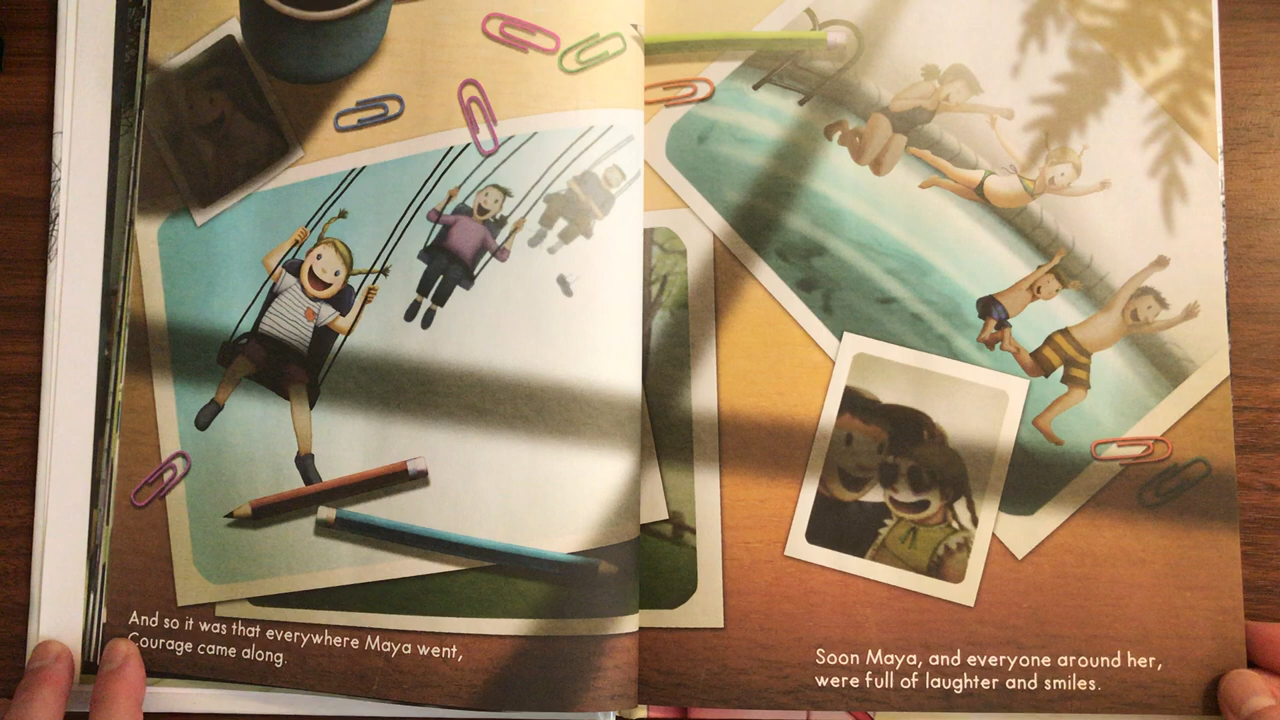 And so it was that everywhere Maya went,
Courage came along.
Soon Maya, and everyone around her,
were full of laughter and smiles.